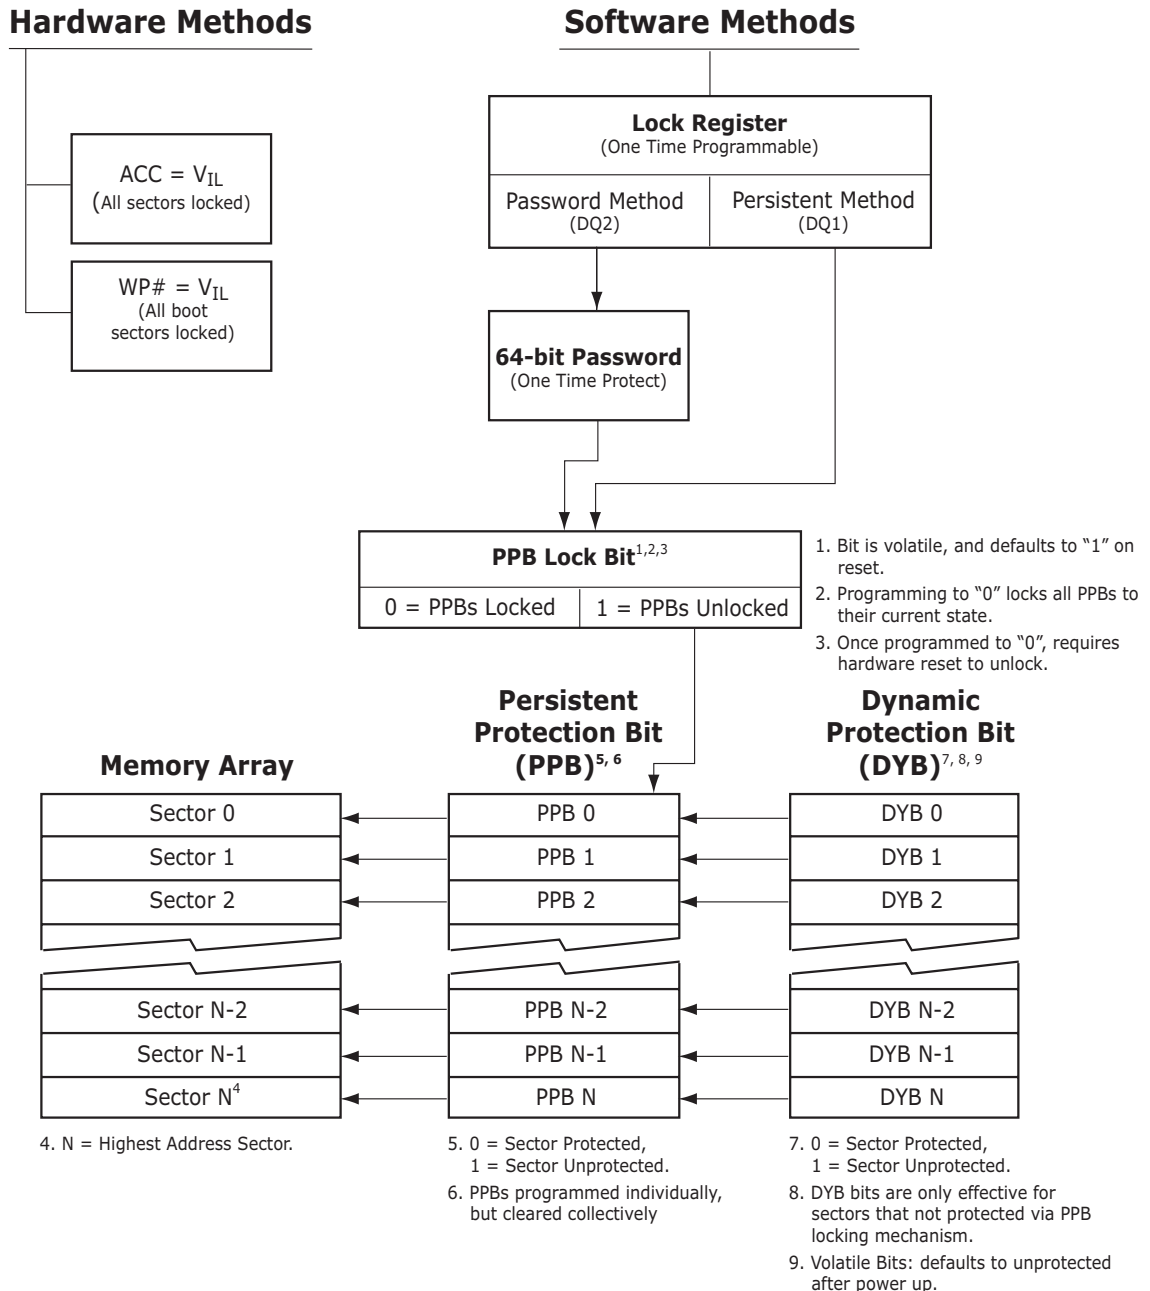 Hardware Methods
Software Methods
ACC = VIL
(All sectors locked)
WP# = VIL
(All boot
sectors locked)
Lock Register
(One Time Programmable)
Password Method
(DQ2)
Persistent Method
(DQ1)
64-bit Password
(One Time Protect)
PPB Lock Bit1,2,3
0 = PPBs Locked
1 = PPBs Unlocked
1. Bit is volatile, and defaults to “1” on
reset.
2. Programming to “0” locks all PPBs to
their current state.
3. Once programmed to “0”, requires
hardware reset to unlock.
Memory Array
Persistent
Protection Bit
(PPB)5, 6
Dynamic
Protection Bit
(DYB)7, 8, 9
Sector 0
PPB 0
DYB 0
Sector 1
PPB 1
DYB 1
Sector 2
PPB 2
DYB 2
Sector N-2
PPB N-2
DYB N-2
Sector N-1
PPB N-1
DYB N-1
Sector N4
PPB N
DYB N
4. N = Highest Address Sector.
5. 0 = Sector Protected,
1 = Sector Unprotected.
6. PPBs programmed individually,
but cleared collectively
7. 0 = Sector Protected,
1 = Sector Unprotected.
8. DYB bits are only effective for
sectors that not protected via PPB
locking mechanism.
9. Volatile Bits: defaults to unprotected
after power up.